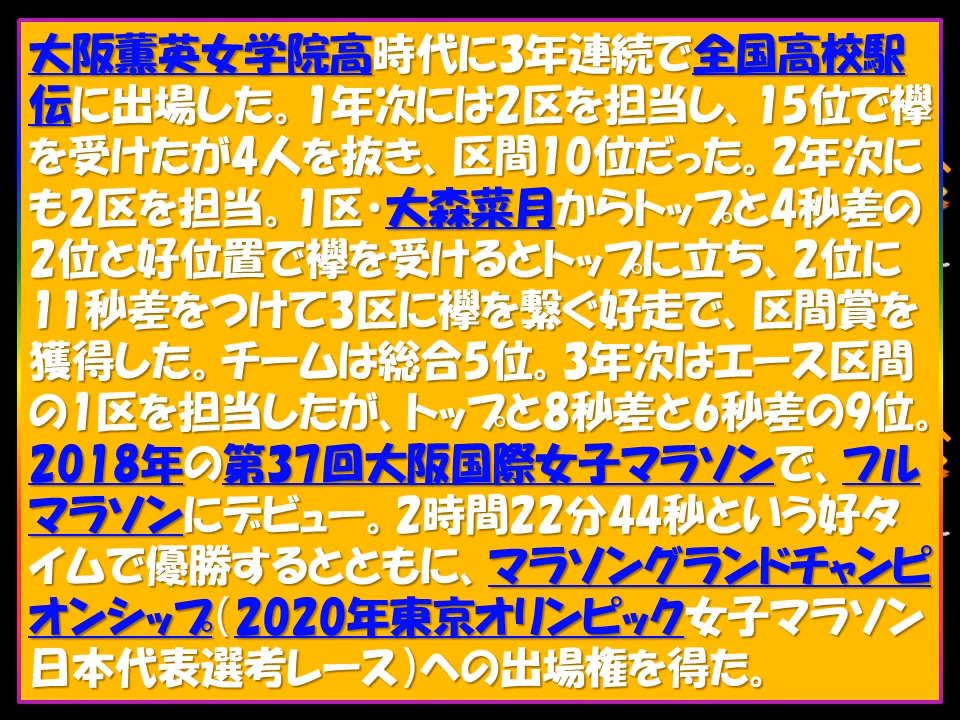 大阪薫英女学院高時代に3年連続で全国高校駅
伝に出場した。1年次には2区を担当し、15位で襷
を受けたが4人を抜き、区間10位だった。2年次に
も2区を担当。1区・大森菜月からトップと4秒差の
2位と好位置で襷を受けるとトップに立ち、2位に
11秒差をつけて3区に襷を繋ぐ好走で、区間賞を
獲得した。チームは総合5位。3年次はエース区間
の1区を担当したが、トップと8秒差と6秒差の9位。
2018年の第37回大阪国際女子マラソンで、フル
マラソンにデビュー。2時間22分44秒という好タ
イムで優勝するとともに、マラソングランドチャンピ
オンシップ(2020年東京オリンピック女子マラソン
日本代表選考レース)への出場権を得た。